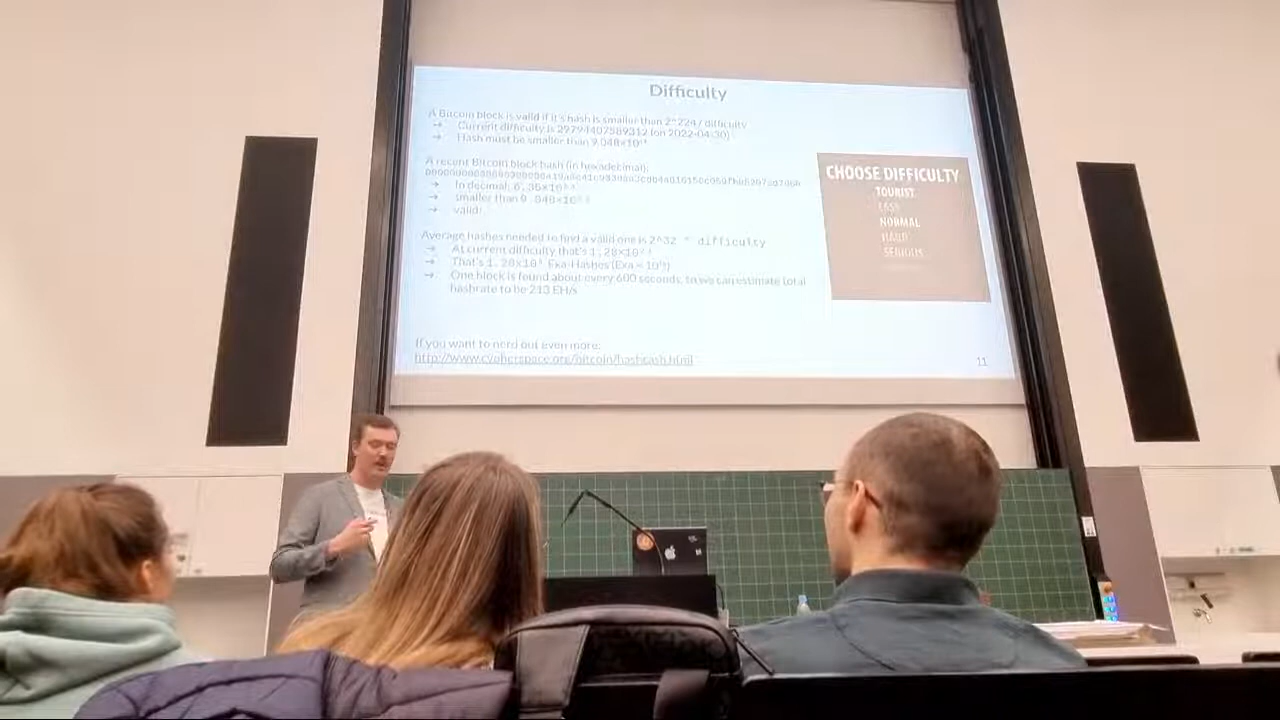 Difficulty
A Bitcoin block is valid if it's hash is smaller than 2^224 / difficulty
→ Current difficulty is 29794407589312 (on 2022-04-30)
→ Hash must be smaller than 9.048×10
A recent Bitcoin block hash (in hexadecimal):
→ In decimal: 6.36×10
→ smaller than 9.048×10
→ valid!
Average hashes needed to find a valid one is 2^32 * difficulty
→ At current difficulty that's 1.28×10
→ That's 1.28×10 Exa-Hashes (Exa = 10
→ One block is found about every 600 seconds, so we can estimate total
hashrate to be 213 EH/s
If you want to nerd out even more:
http://www.cypherspace.org/bitcoin/hashcash.html
11
CHOOSE DIFFICULTY
TOURIST
EASY
NORMAL
HARD
SERIOUS